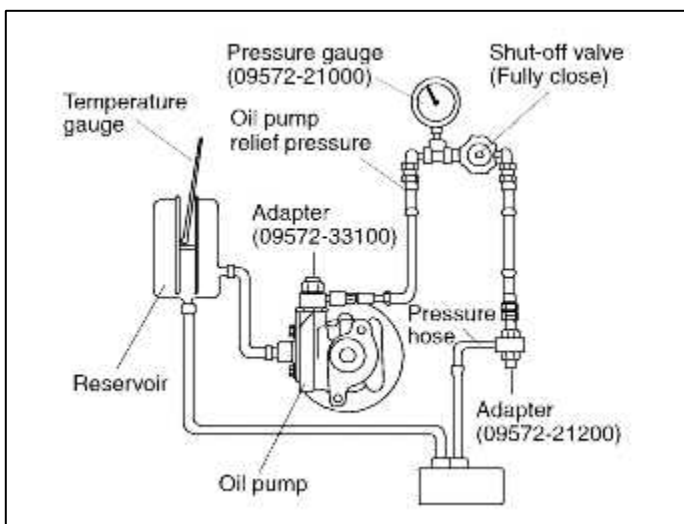 Pressure gauge
(09572-21000)
Shut-off valve
(Fully close)
Temperature
gauge
Oil pump
relief pressure
Adapter
(09572-33100)
Pressure
hose
Reservoir
Adapter
(09572-21200)
Oil pump